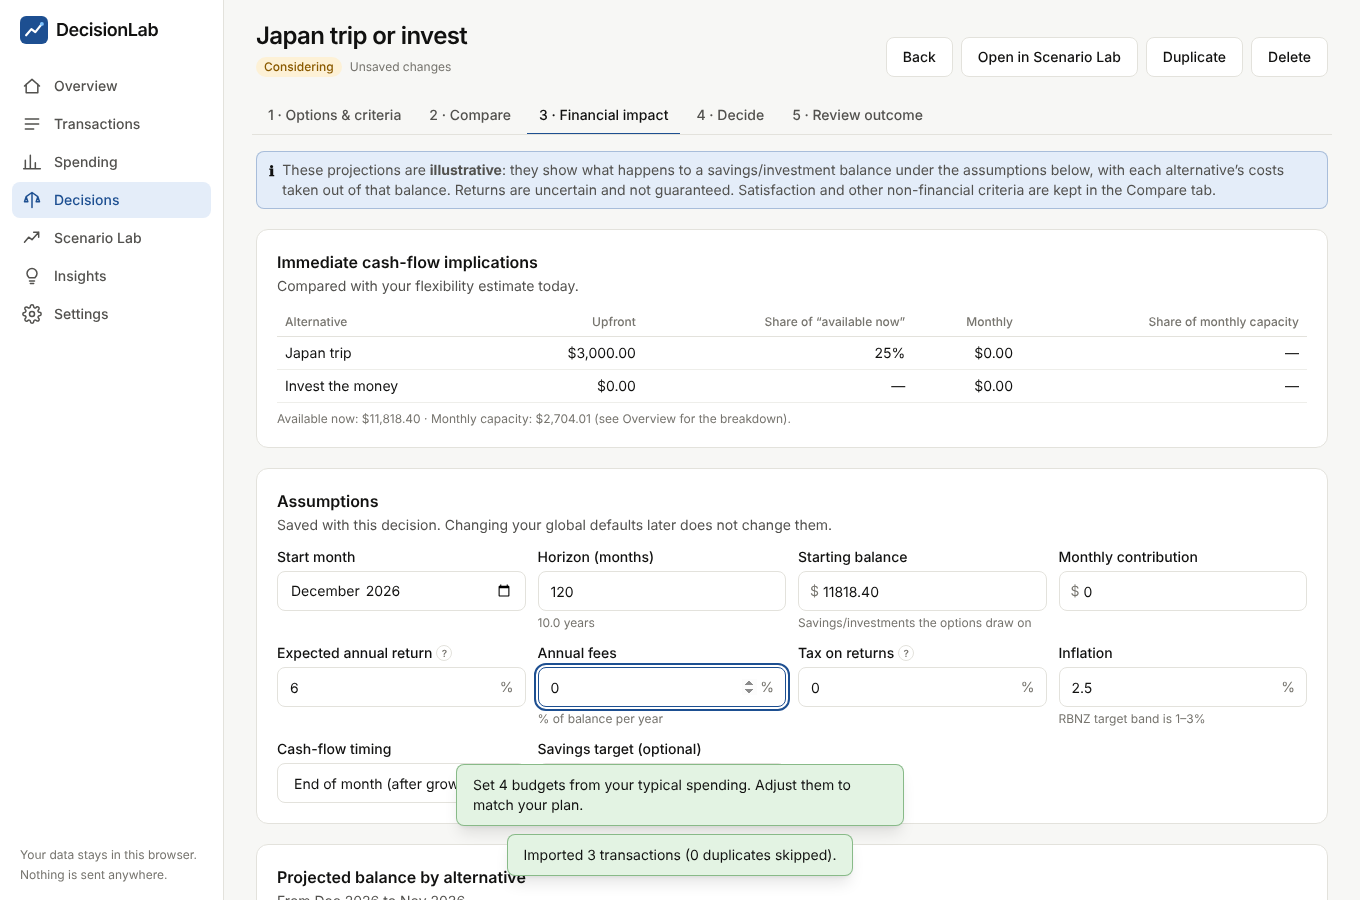 DecisionLab
Overview
Transactions
Spending
Decisions
Scenario Lab
Insights
Settings
Your data stays in this browser.
Nothing is sent anywhere.
Japan trip or invest
Considering Unsaved changes
Back Open in Scenario Lab Duplicate Delete
1 · Options & criteria 2 · Compare 3 · Financial impact 4 · Decide 5 · Review outcome
These projections are illustrative: they show what happens to a savings/investment balance under the assumptions below, with each alternative’s costs
taken out of that balance. Returns are uncertain and not guaranteed. Satisfaction and other non-financial criteria are kept in the Compare tab.
Immediate cash-flow implications
Compared with your flexibility estimate today.
Alternative Upfront Share of “available now” Monthly Share of monthly capacity
Japan trip $3,000.00 25% $0.00 —
Invest the money $0.00 — $0.00 —
Available now: $11,818.40 · Monthly capacity: $2,704.01 (see Overview for the breakdown).
Assumptions
Saved with this decision. Changing your global defaults later does not change them.
Start month Horizon (months) Starting balance Monthly contribution
December 2026 120 $ 11818.40 $ 0
10.0 years Savings/investments the options draw on
Expected annual return ? Annual fees Tax on returns ? Inflation
6 % 0 % 0 % 2.5 %
% of balance per year RBNZ target band is 1–3%
Cash-flow timing Savings target (optional)
End of month (after grow
Set 4 budgets from your typical spending. Adjust them to
match your plan.
Imported 3 transactions (0 duplicates skipped).
Projected balance by alternative